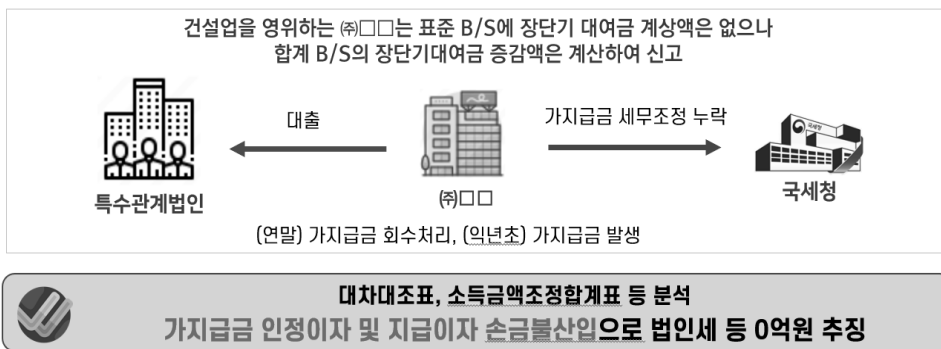 건설업을 영위하는 ㈜□□는 표준 B/S에 장단기 대여금 계상액은 없으나
합계 B/S의 장단기대여금 증감액은 계산하여 신고
대출
가지급금 세무조정 누락
국세청
특수관계법인
㈜□□
국세청
(연말) 가지급금 회수처리, (익년초) 가지급금 발생
대차대조표, 소득금액조정합계표 등 분석
가지급금 인정이자 및 지급이자 손금불산입으로 법인세 등 0억원 추징